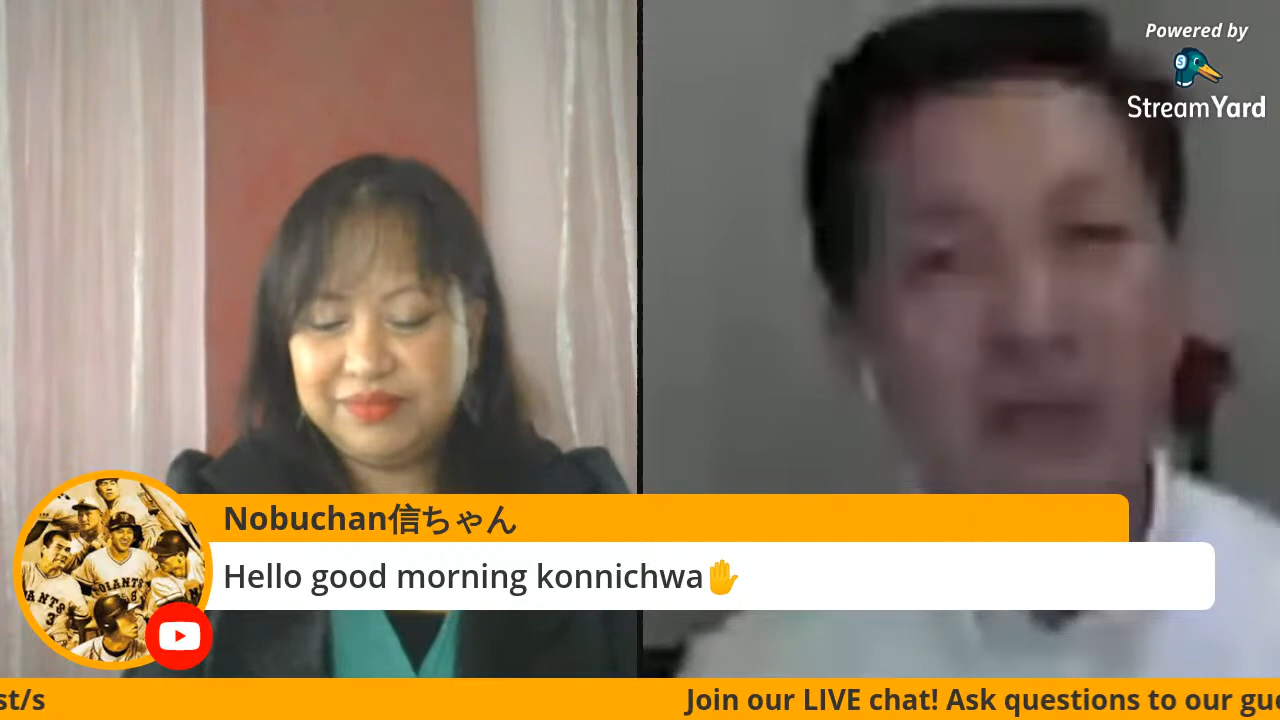 Powered by
StreamYard
Nobuchan信ちゃん
Hello good morning konnichwa🤚
st/s
Join our LIVE chat! Ask questions to our gue